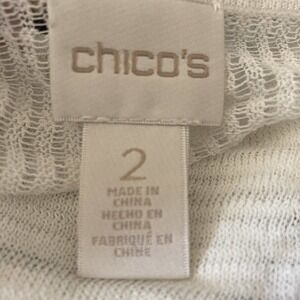 chico's
2
MADE IN
CHINA
HECHO EN
CHINA
FABRIQUÉ EN
CHINE